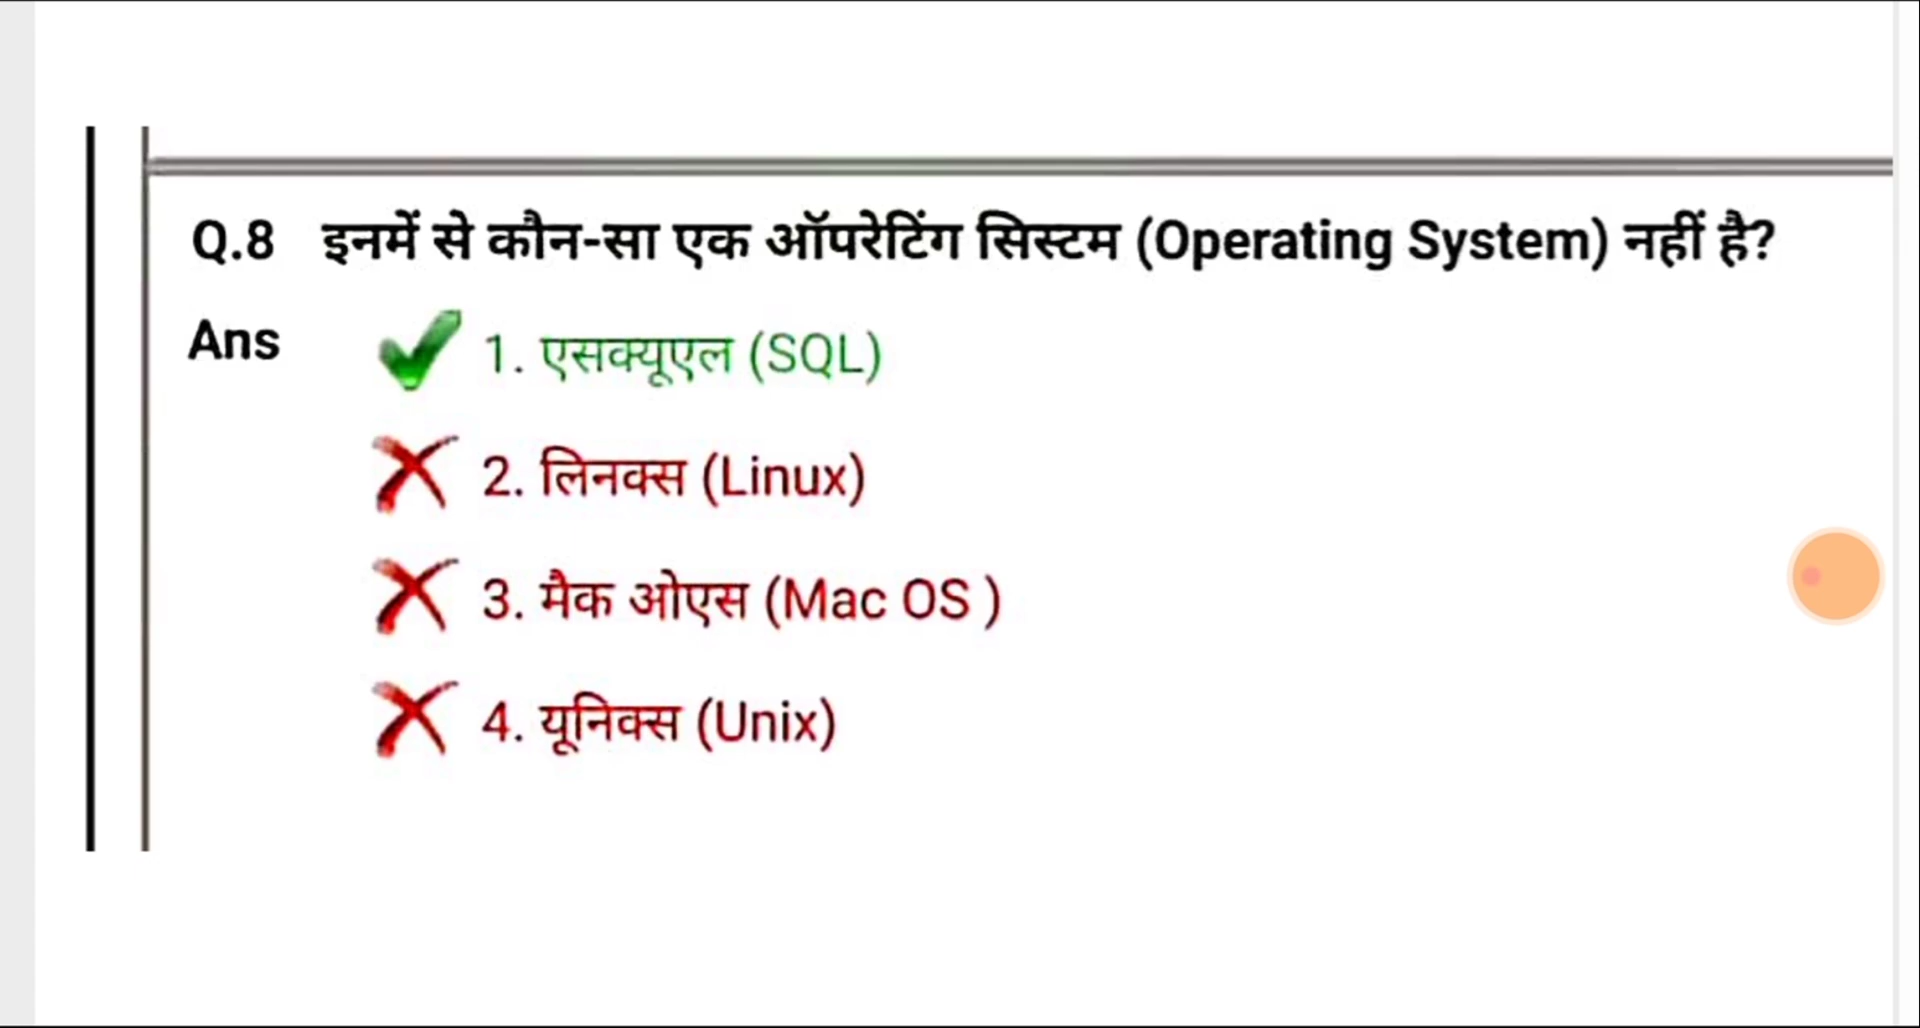 Q.8 इनमें से कौन-सा एक ऑपरेटिंग सिस्टम (Operating System) नहीं है?
Ans 1. एसक्यूएल (SQL)
2. लिनक्स (Linux)
3. मैक ओएस (Mac OS )
4. यूनिक्स (Unix)